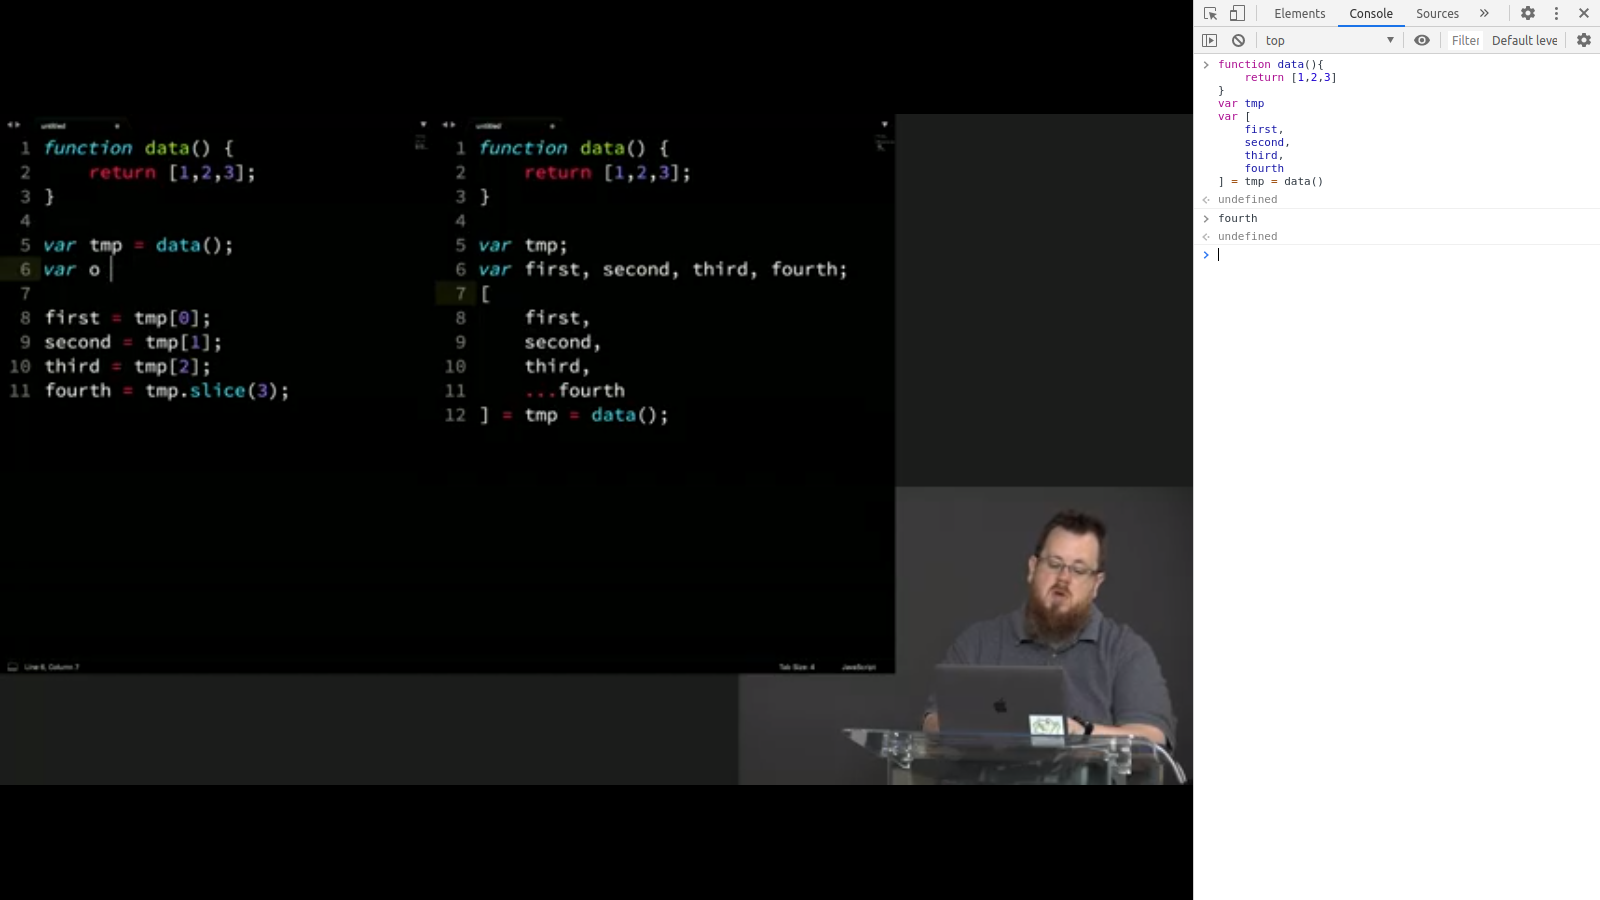 untitled
1 function data() {
2 return [1,2,3];
3 }
4
5 var tmp = data();
6 var o
7
8 first = tmp[0];
9 second = tmp[1];
10 third = tmp[2];
11 fourth = tmp.slice(3);
Line 6, Column 7
untitled
1 function data() {
2 return [1,2,3];
3 }
4
5 var tmp;
6 var first, second, third, fourth;
7 [
8 first,
9 second,
10 third,
11 ...fourth
12 ] = tmp = data();
Tab Size: 4 JavaScript
Elements Console Sources
top Filter Default leve
function data(){
return [1,2,3]
}
var tmp
var [
first,
second,
third,
fourth
] = tmp = data()
undefined
fourth
undefined